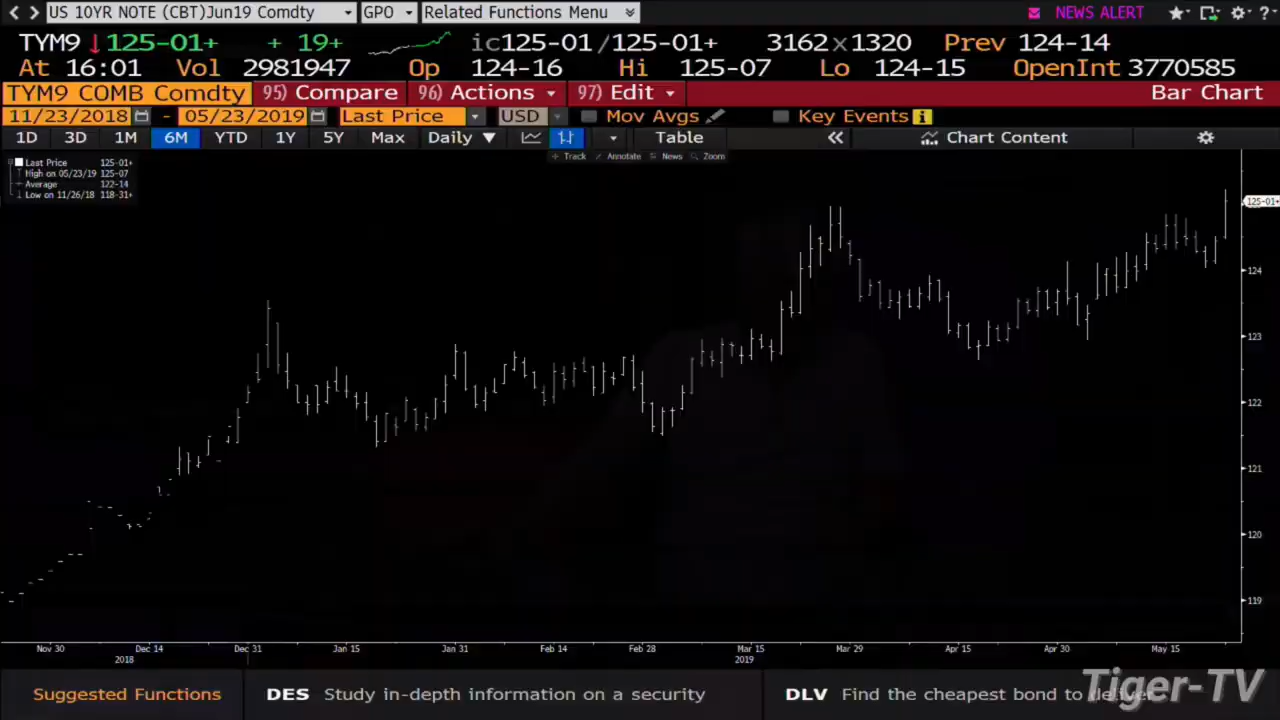 US 10YR NOTE (CBT)Jun19 Comdty GPO Related Functions Menu NEWS ALERT ?
TYM9 ↓125-01+ + 19+ ic125-01/125-01+ 3162x1320 Prev 124-14
At 16:01 Vol 2981947 Op 124-16 Hi 125-07 Lo 124-15 OpenInt 3770585
TYM9 COMB Comdty 95) Compare 96) Actions 97) Edit Bar Chart
11/23/2018 - 05/23/2019 Last Price USD Mov Avgs Key Events i
1D 3D 1M 6M YTD 1Y 5Y Max Daily ▼ Table « Chart Content
+ Track Annotate News Zoom
Last Price 125-01+
High on 05/23/19 125-07
Average 122-14
Low on 11/26/18 118-31+
125-01+
124
123
122
121
120
119
Nov 30 Dec 14 Dec 31 Jan 15 Jan 31 Feb 14 Feb 28 Mar 15 Mar 29 Apr 15 Apr 30 May 15
2018 2019
Suggested Functions DES Study in-depth information on a security DLV Find the cheapest bond to deliver
Tiger-TV